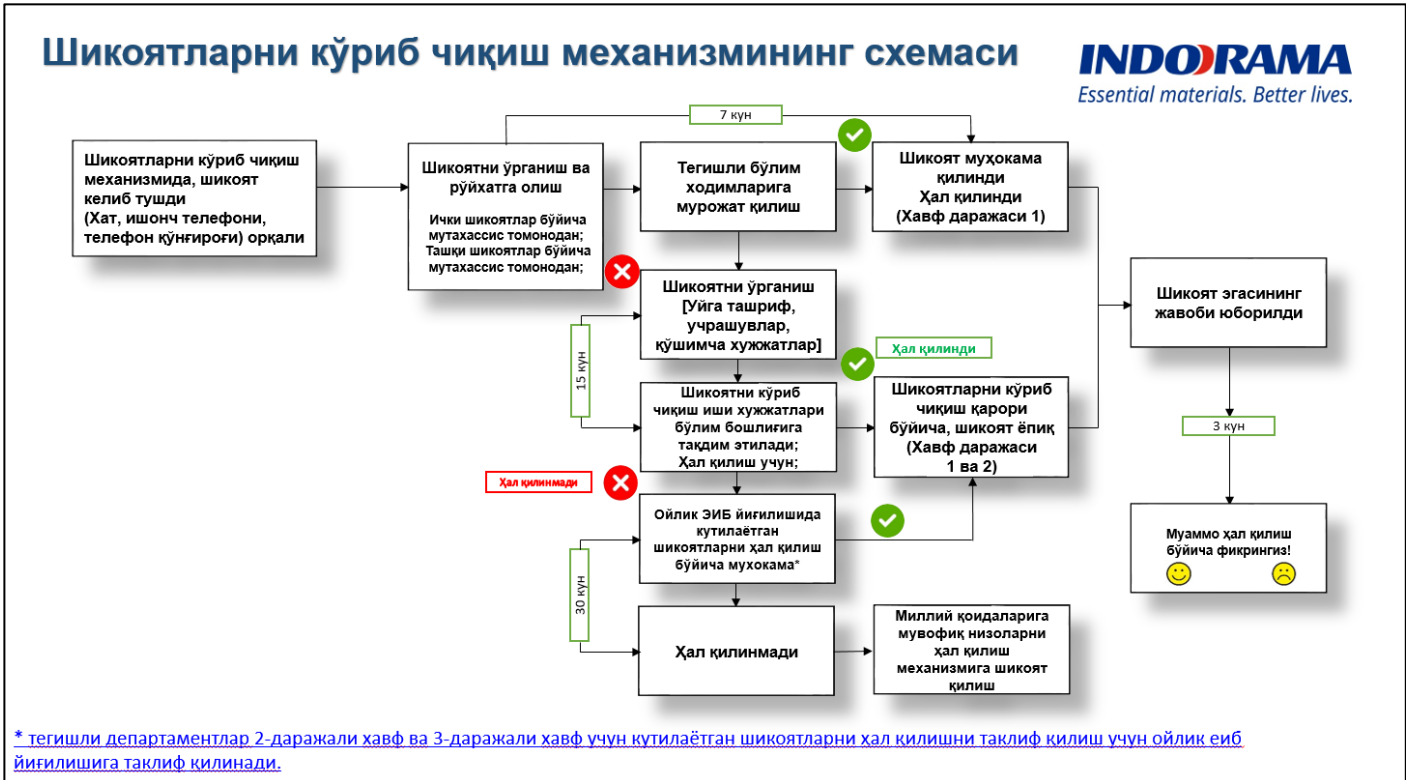 Шикоятларни кўриб чиқиш механизмининг схемаси
INDORAMA
Essential materials. Better lives.
7 кун
Шикоятларни кўриб чиқиш
механизмида, шикоят
келиб тушди
(Хат, ишонч телефони,
телефон қўнғироғи) орқали
Шикоятни ўрганиш ва
рўйхатга олиш
Ички шикоятлар бўйича
мутахассис томонодан;
Ташқи шикоятлар бўйича
мутахассис томонодан;
Тегишли бўлим
ходимларига
мурожат қилиш
Шикоят муҳокама
қилинди
Ҳал қилинди
(Хавф даражаси 1)
Шикоятни ўрганиш
[Уйга ташриф,
учрашувлар,
қўшимча хужжатлар]
15 кун
Ҳал қилинди
Шикоятни кўриб
чиқиш иши хужжатлари
бўлим бошлиғига
тақдим этилади;
Ҳал қилиш учун;
Шикоятларни кўриб
чиқиш қарори
бўйича, шикоят ёпиқ
(Хавф даражаси
1 ва 2)
Шикоят эгасининг
жавоби юборилди
3 кун
Ҳал қилинмади
Ойлик ЭИБ йиғилишида
кутилаётган
шикоятларни ҳал қилиш
бўйича мухокама*
Муаммо ҳал қилиш
бўйича фикрингиз!
30 кун
Ҳал қилинмади
Миллий қоидаларига
мувофиқ низоларни
ҳал қилиш
механизмига шикоят
қилиш
* тегишли департаментлар 2-даражали хавф ва 3-даражали хавф учун кутилаётган шикоятларни ҳал қилишни таклиф қилиш учун ойлик еиб
йиғилишига таклиф қилинади.